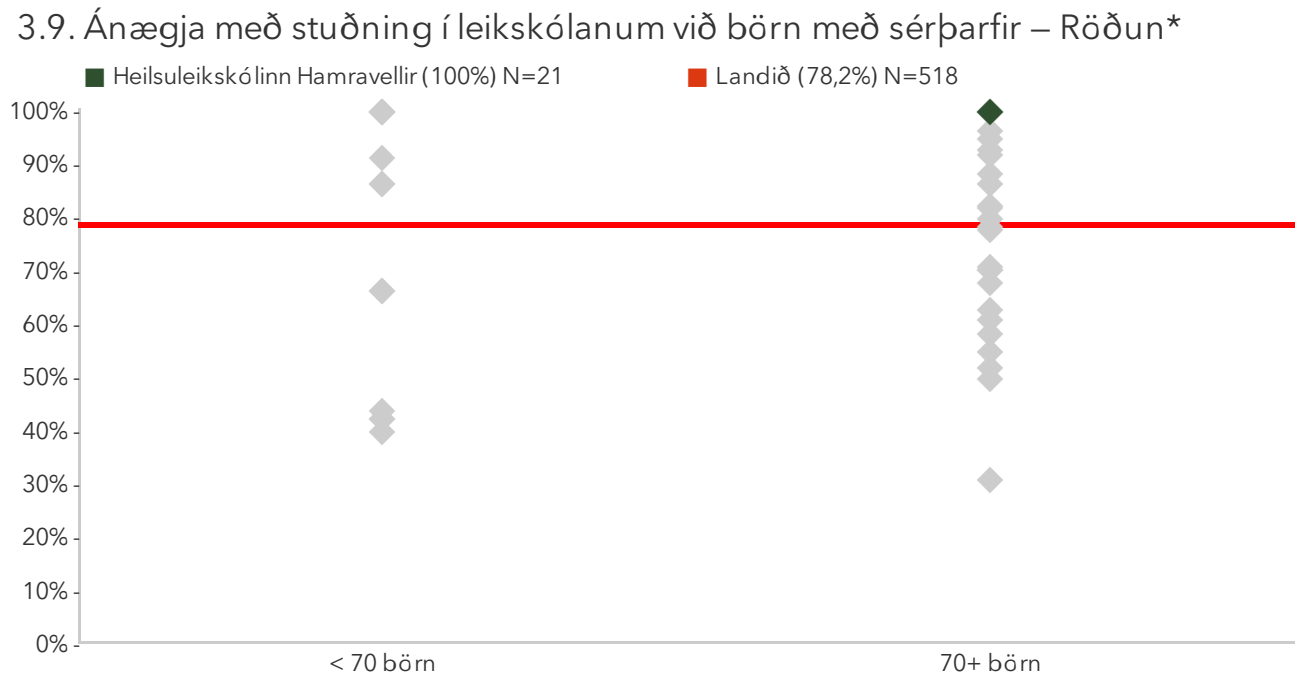 3.9. Ánægja með stuðning í leikskólanum við börn með sérþarfir – Röðun*
Heilsuleikskólinn Hamravellir (100%) N=21
Landið (78,2%) N=518
100%
90%
80%
70%
60%
50%
40%
30%
20%
10%
0%
< 70 börn
70+ börn